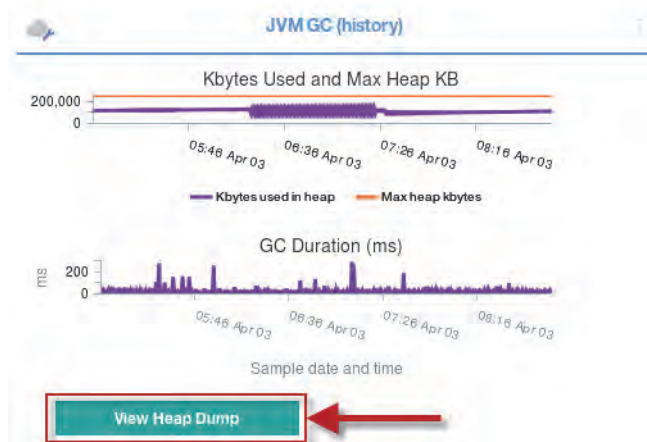 JVM GC (history)
Kbytes Used and Max Heap KB
200,000
0
05:46 Apr 03
06:36 Apr 03
07:26 Apr 03
08:16 Apr 03
Kbytes used in heap
Max heap kbytes
GC Duration (ms)
ms
200
0
05:46 Apr 03
06:36 Apr 03
07:26 Apr 03
08:16 Apr 03
Sample date and time
View Heap Dump